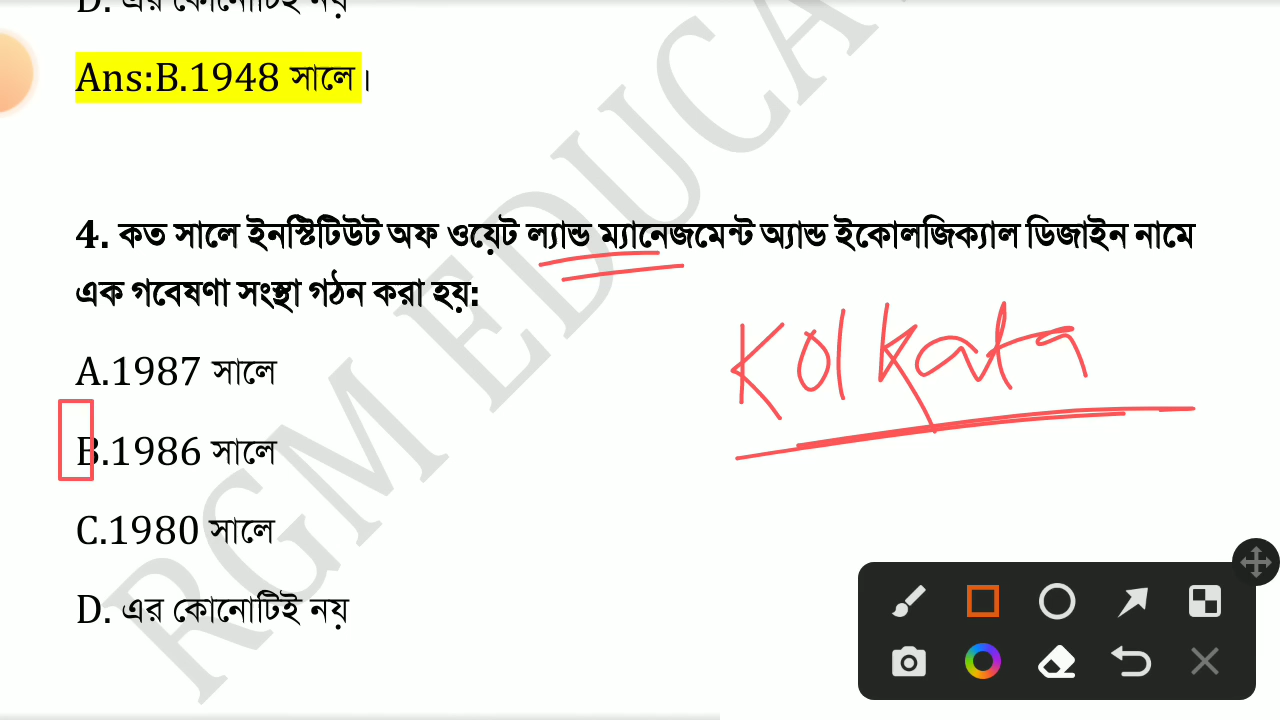 D. এর কোনোটিই নয়
Ans:B.1948 সালে।
4. কত সালে ইনস্টিটিউট অফ ওয়েট ল্যান্ড ম্যানেজমেন্ট অ্যান্ড ইকোলজিক্যাল ডিজাইন নামে
এক গবেষণা সংস্থা গঠন করা হয়:
Kolkata
A.1987 সালে
B.1986 সালে
C.1980 সালে
D. এর কোনোটিই নয়
RGM EDUCA